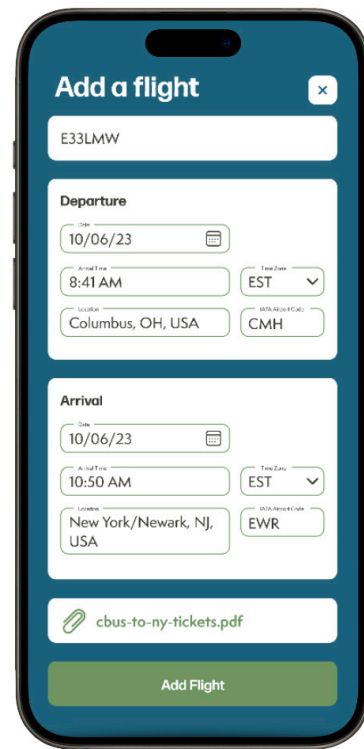 Add a flight
×
E33LMW
Departure
Date
10/06/23
Arrival Time
8:41 AM
Time Zone
EST
Location
Columbus, OH, USA
IATA Airport Code
CMH
Arrival
Date
10/06/23
Arrival Time
10:50 AM
Time Zone
EST
Location
New York/Newark, NJ,
USA
IATA Airport Code
EWR
cbus-to-ny-tickets.pdf
Add Flight